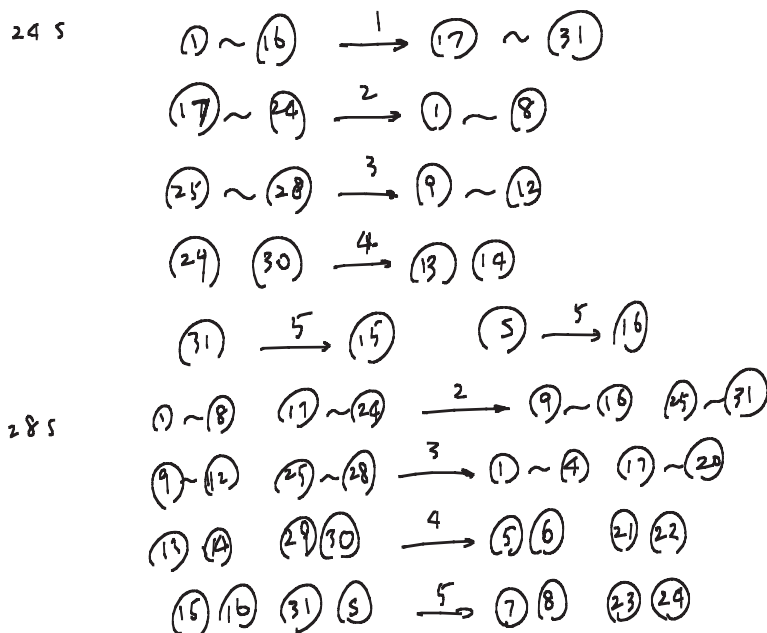 24 S ① ~ ⑯ —1→ ⑰ ~ ㉛
⑰ ~ ㉔ —2→ ① ~ ⑧
㉕ ~ ㉘ —3→ ⑨ ~ ⑫
㉙ ㉚ —4→ ⑬ ⑭
㉛ —5→ ⑮ Ⓢ —5→ ⑯
28 S ① ~ ⑧ ⑰ ~ ㉔ —2→ ⑨ ~ ⑯ ㉕ ~ ㉛
⑨ ~ ⑫ ㉕ ~ ㉘ —3→ ① ~ ④ ⑰ ~ ⑳
⑬ ⑭ ㉙ ㉚ —4→ ⑤ ⑥ ㉑ ㉒
⑮ ⑯ ㉛ Ⓢ —5→ ⑦ ⑧ ㉓ ㉔